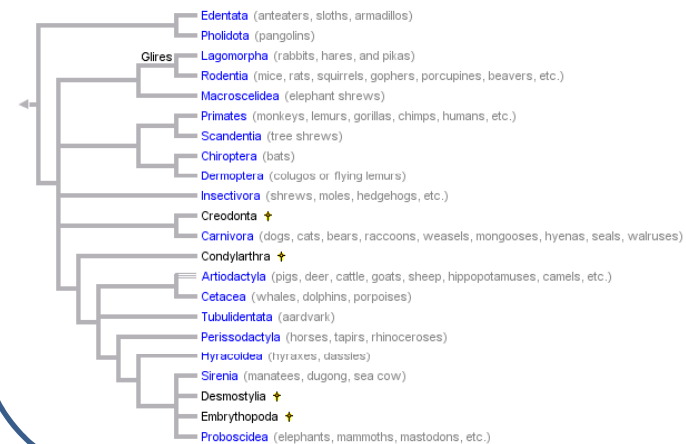 Edentata (anteaters, sloths, armadillos)
Pholidota (pangolins)
Glires Lagomorpha (rabbits, hares, and pikas)
Rodentia (mice, rats, squirrels, gophers, porcupines, beavers, etc.)
Macroscelidea (elephant shrews)
Primates (monkeys, lemurs, gorillas, chimps, humans, etc.)
Scandentia (tree shrews)
Chiroptera (bats)
Dermoptera (colugos or flying lemurs)
Insectivora (shrews, moles, hedgehogs, etc.)
Creodonta
Carnivora (dogs, cats, bears, raccoons, weasels, mongooses, hyenas, seals, walruses)
Condylarthra
Artiodactyla (pigs, deer, cattle, goats, sheep, hippopotamuses, camels, etc.)
Cetacea (whales, dolphins, porpoises)
Tubulidentata (aardvark)
Perissodactyla (horses, tapirs, rhinoceroses)
Hyracoidea (hyraxes, dassies)
Sirenia (manatees, dugong, sea cow)
Desmostylia
Embrythopoda
Proboscidea (elephants, mammoths, mastodons, etc.)